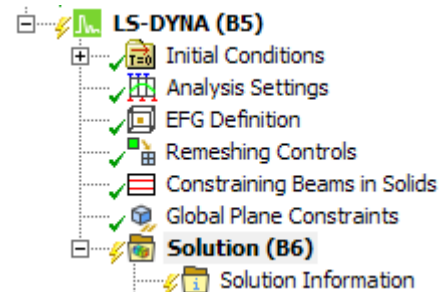 LS-DYNA (B5)
T=0 Initial Conditions
Analysis Settings
EFG Definition
Remeshing Controls
Constraining Beams in Solids
Global Plane Constraints
Solution (B6)
Solution Information